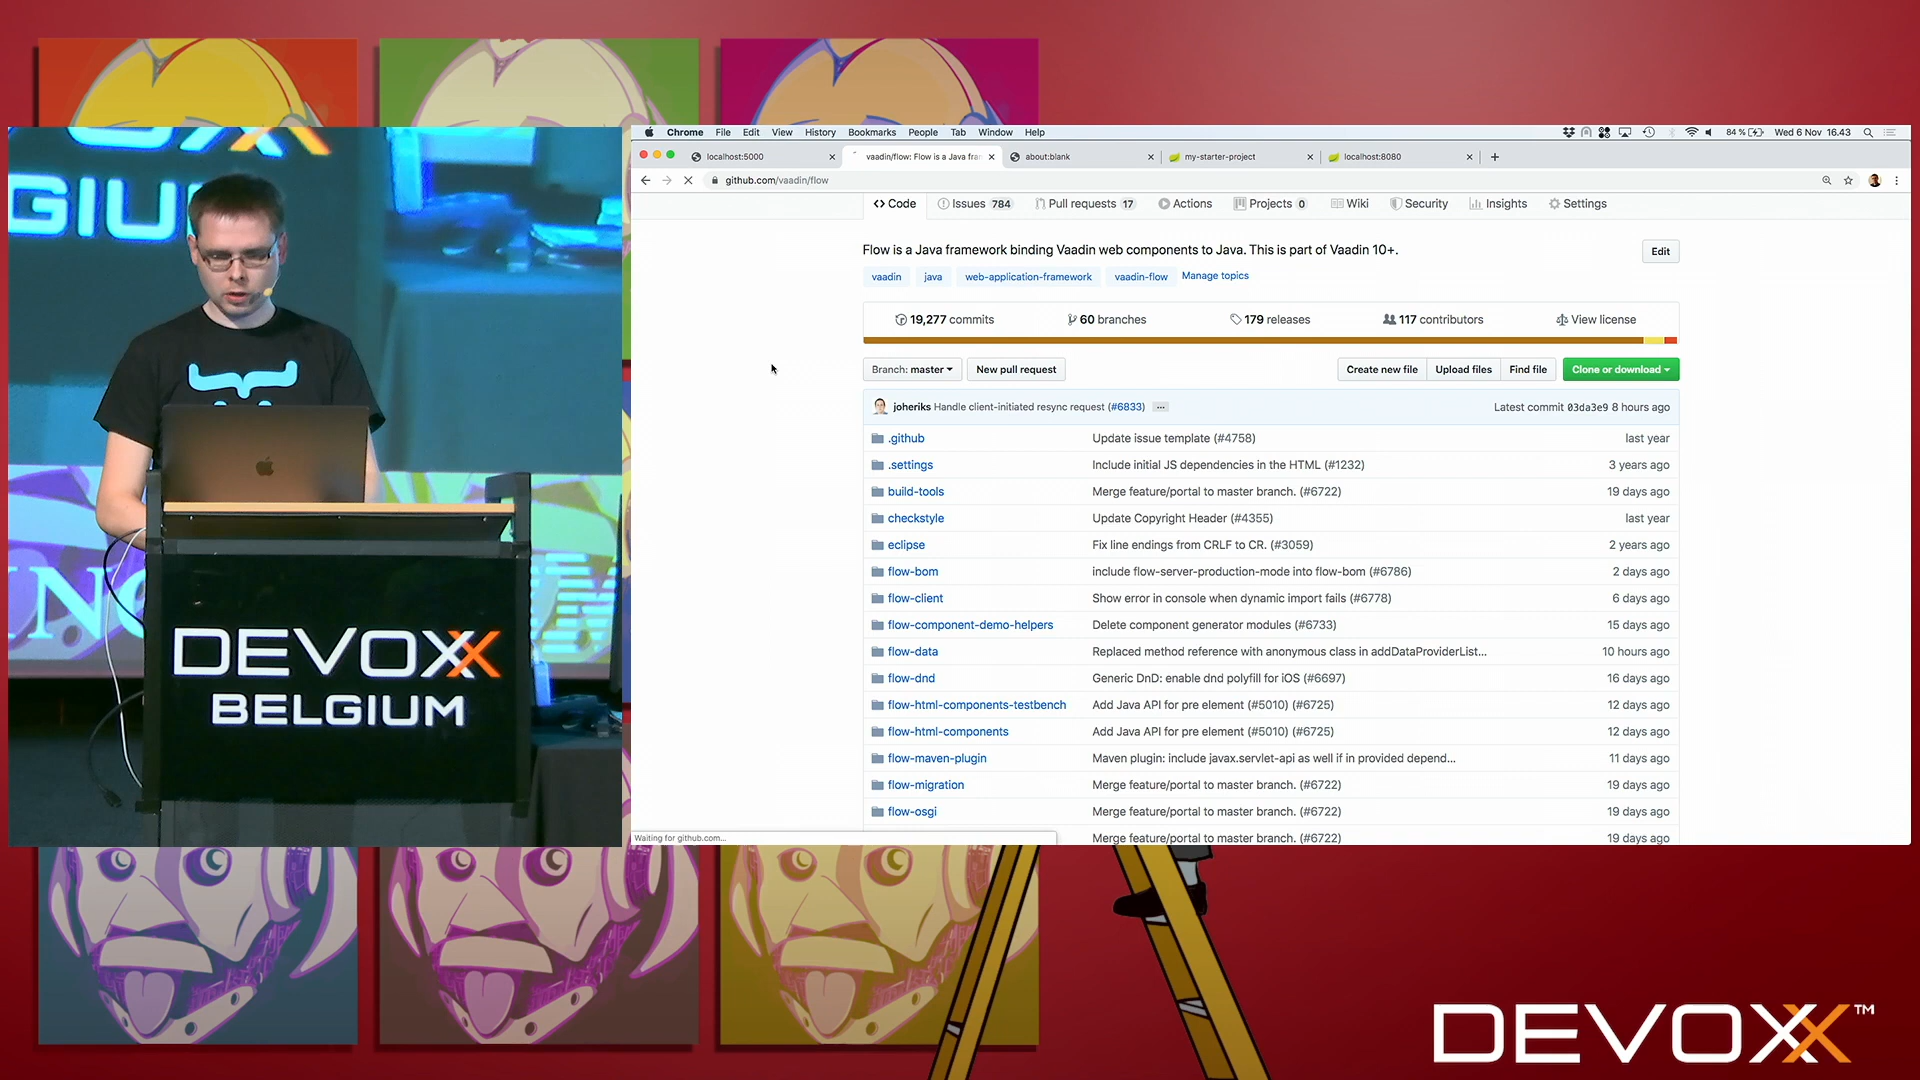 GIUM
DEVOXX
BELGIUM
Chrome File Edit View History Bookmarks People Tab Window Help
84 % Wed 6 Nov 16.43
localhost:5000
vaadin/flow: Flow is a Java fra
about:blank
my-starter-project
localhost:8080
github.com/vaadin/flow
Code Issues 784 Pull requests 17 Actions Projects 0 Wiki Security Insights Settings
Flow is a Java framework binding Vaadin web components to Java. This is part of Vaadin 10+. Edit
vaadin java web-application-framework vaadin-flow Manage topics
19,277 commits 60 branches 179 releases 117 contributors View license
Branch: master New pull request Create new file Upload files Find file Clone or download
joheriks Handle client-initiated resync request (#6833) ... Latest commit 03da3e9 8 hours ago
.github Update issue template (#4758) last year
.settings Include initial JS dependencies in the HTML (#1232) 3 years ago
build-tools Merge feature/portal to master branch. (#6722) 19 days ago
checkstyle Update Copyright Header (#4355) last year
eclipse Fix line endings from CRLF to CR. (#3059) 2 years ago
flow-bom include flow-server-production-mode into flow-bom (#6786) 2 days ago
flow-client Show error in console when dynamic import fails (#6778) 6 days ago
flow-component-demo-helpers Delete component generator modules (#6733) 15 days ago
flow-data Replaced method reference with anonymous class in addDataProviderList... 10 hours ago
flow-dnd Generic DnD: enable dnd polyfill for iOS (#6697) 16 days ago
flow-html-components-testbench Add Java API for pre element (#5010) (#6725) 12 days ago
flow-html-components Add Java API for pre element (#5010) (#6725) 12 days ago
flow-maven-plugin Maven plugin: include javax.servlet-api as well if in provided depend... 11 days ago
flow-migration Merge feature/portal to master branch. (#6722) 19 days ago
flow-osgi Merge feature/portal to master branch. (#6722) 19 days ago
Merge feature/portal to master branch. (#6722) 19 days ago
Waiting for github.com...
DEVOXX™